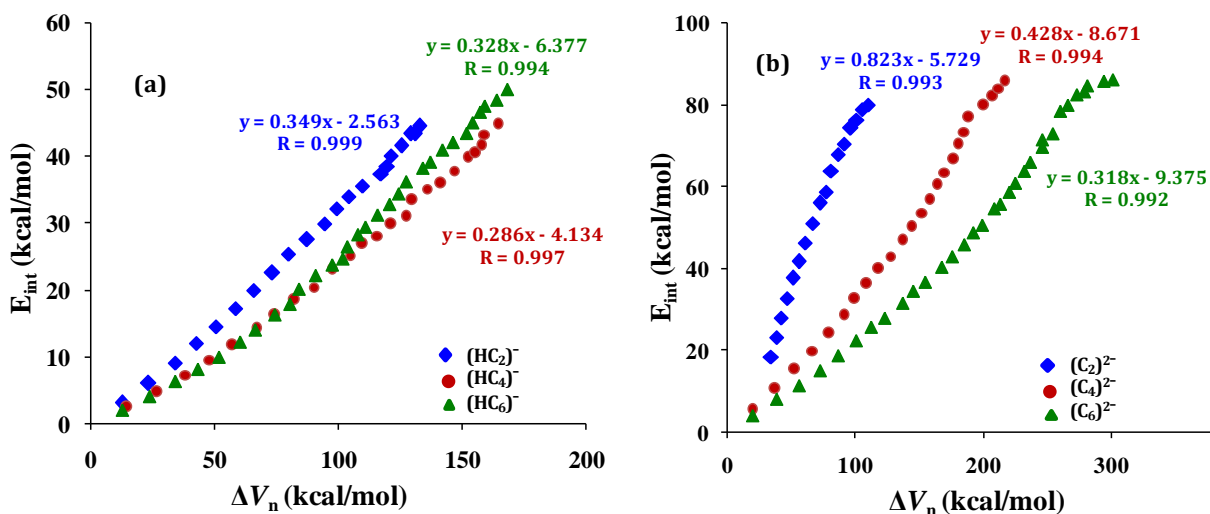 (a)
y = 0.328x - 6.377
R = 0.994
y = 0.349x - 2.563
R = 0.999
y = 0.286x - 4.134
R = 0.997
(HC₂)⁻
(HC₄)⁻
(HC₆)⁻
E_int (kcal/mol)
60
50
40
30
20
10
0
0 50 100 150 200
ΔVₙ (kcal/mol)
(b)
y = 0.428x - 8.671
R = 0.994
y = 0.823x - 5.729
R = 0.993
y = 0.318x - 9.375
R = 0.992
(C₂)²⁻
(C₄)²⁻
(C₆)²⁻
E_int (kcal/mol)
100
80
60
40
20
0
0 100 200 300
ΔVₙ (kcal/mol)